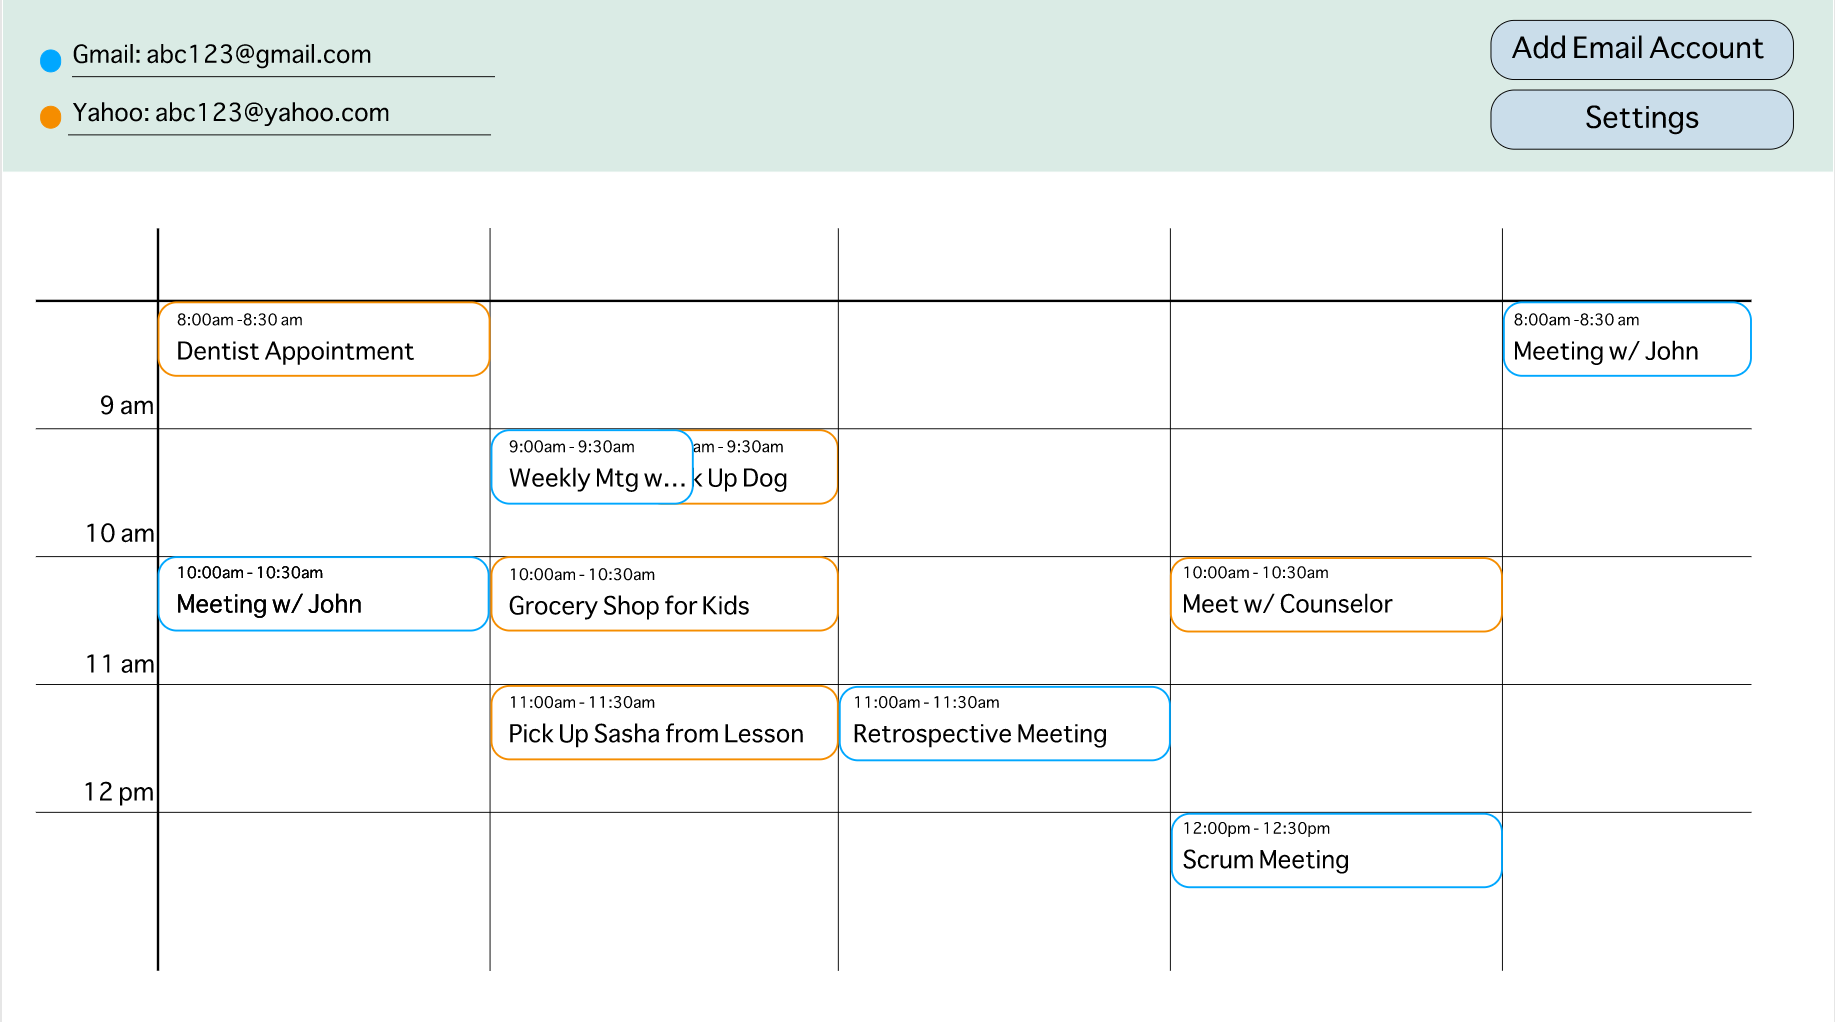 Gmail: abc123@gmail.com
Yahoo: abc123@yahoo.com
Add Email Account
Settings
8:00am -8:30 am
Dentist Appointment
8:00am -8:30 am
Meeting w/ John
9 am
9:00am - 9:30am
Weekly Mtg w...
am - 9:30am
k Up Dog
10 am
10:00am - 10:30am
Meeting w/ John
10:00am - 10:30am
Grocery Shop for Kids
10:00am - 10:30am
Meet w/ Counselor
11 am
11:00am - 11:30am
Pick Up Sasha from Lesson
11:00am - 11:30am
Retrospective Meeting
12 pm
12:00pm - 12:30pm
Scrum Meeting